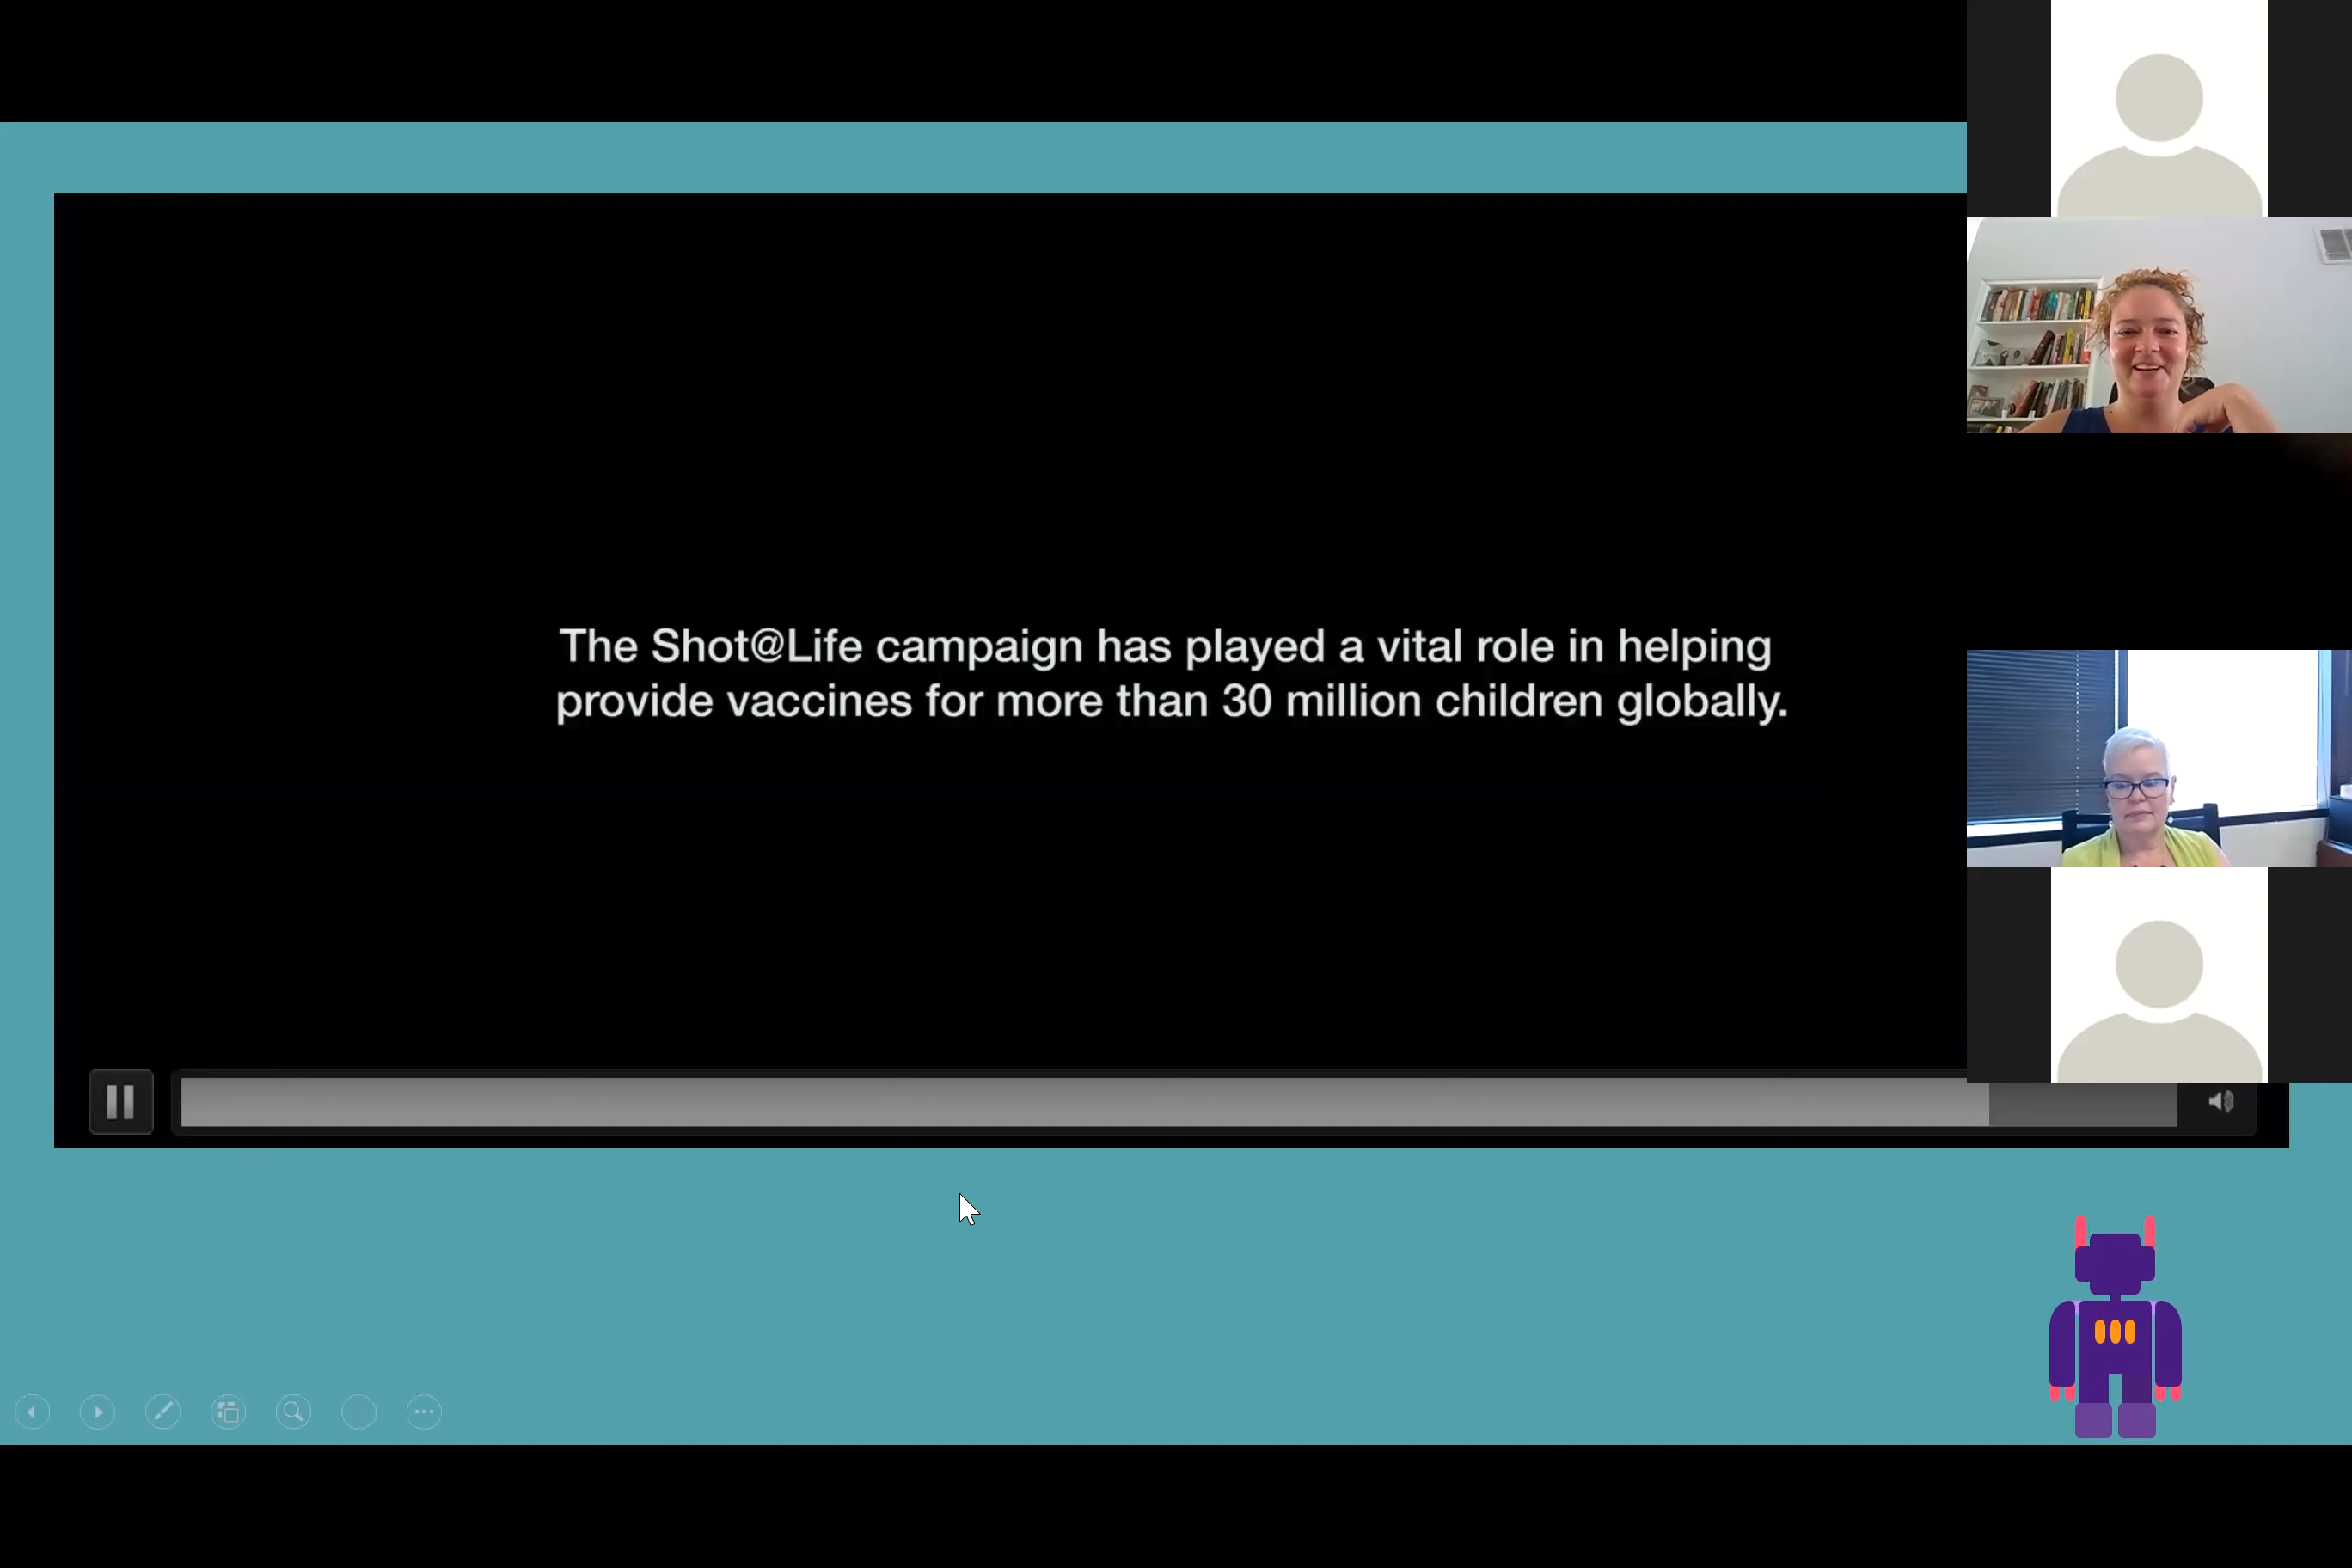 The Shot@Life campaign has played a vital role in helping
provide vaccines for more than 30 million children globally.